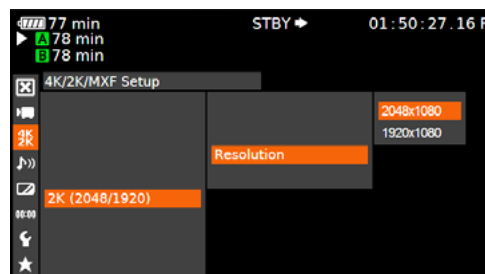 77 min STBY 01:50:27.16 F
A 78 min
B 78 min
4K/2K/MXF Setup
2048x1080
4K 2K 1920x1080
Resolution
2K (2048/1920)
00:00